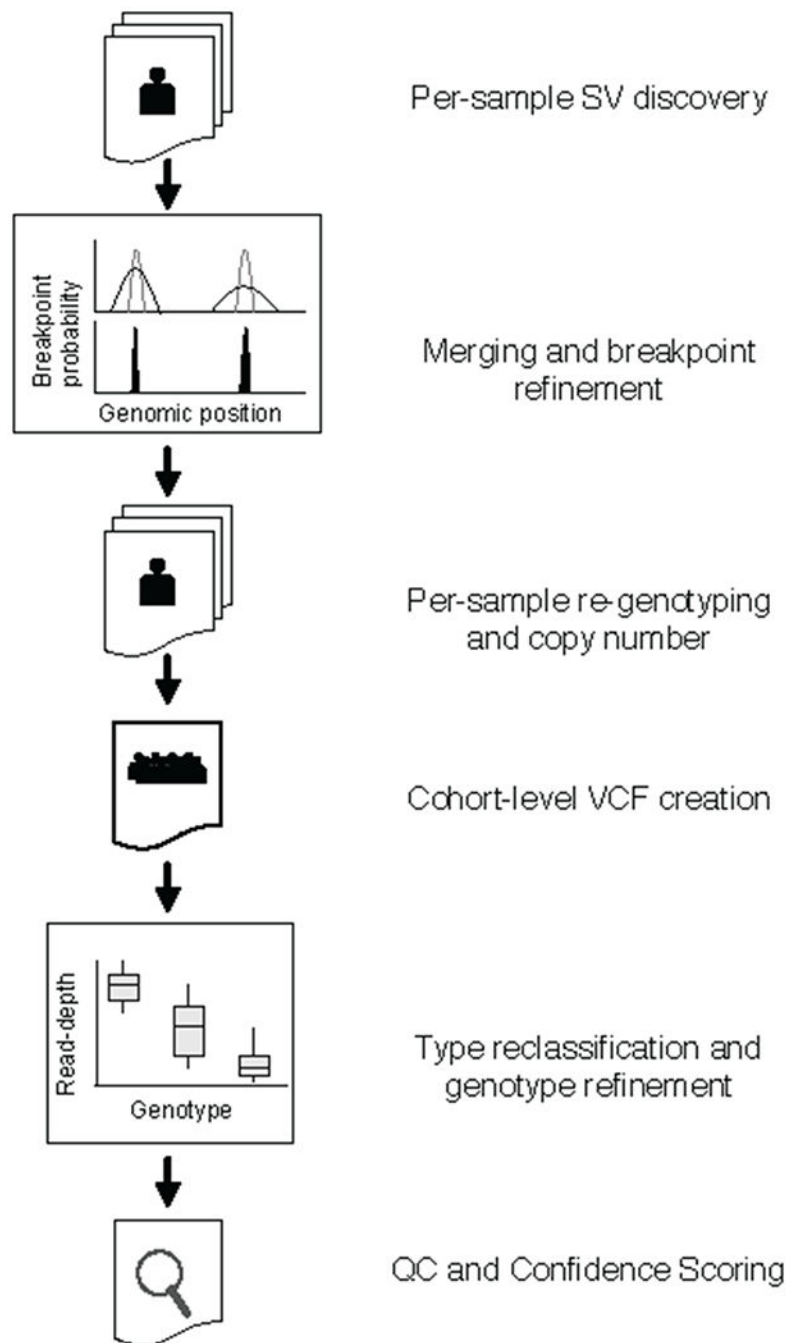 Per-sample SV discovery
Breakpoint
probability
Genomic position
Merging and breakpoint
refinement
Per-sample re-genotyping
and copy number
Cohort-level VCF creation
Read-depth
Genotype
Type reclassification and
genotype refinement
QC and Confidence Scoring